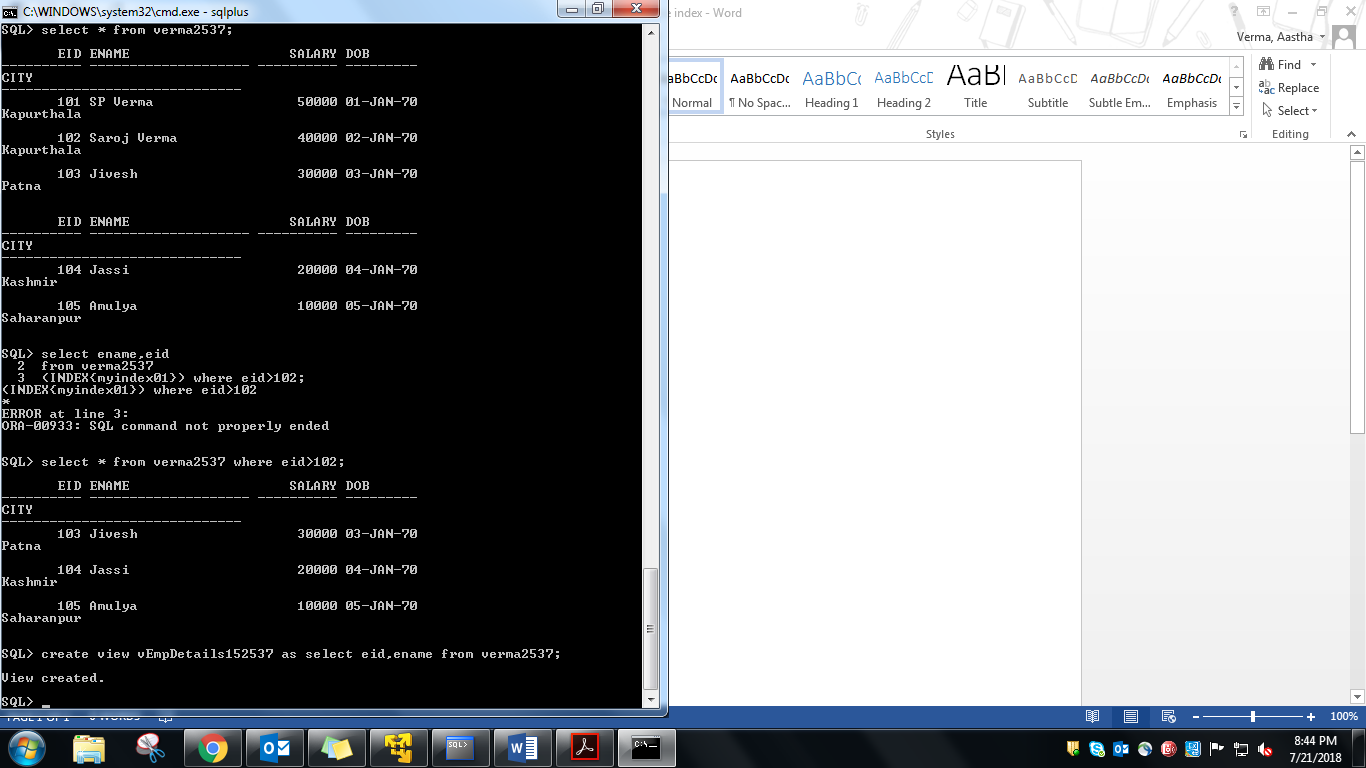 C:\WINDOWS\system32\cmd.exe - sqlplus
SQL> select * from verma2537;
EID ENAME SALARY DOB
---------- -------------------- ---------- ---------
CITY
------------------------------
101 SP Verma 50000 01-JAN-70
Kapurthala
102 Saroj Verma 40000 02-JAN-70
Kapurthala
103 Jivesh 30000 03-JAN-70
Patna
EID ENAME SALARY DOB
---------- -------------------- ---------- ---------
CITY
------------------------------
104 Jassi 20000 04-JAN-70
Kashmir
105 Amulya 10000 05-JAN-70
Saharanpur
SQL> select ename,eid
2 from verma2537
3 (INDEX{myindex01}) where eid>102;
(INDEX{myindex01}) where eid>102
*
ERROR at line 3:
ORA-00933: SQL command not properly ended
SQL> select * from verma2537 where eid>102;
EID ENAME SALARY DOB
---------- -------------------- ---------- ---------
CITY
------------------------------
103 Jivesh 30000 03-JAN-70
Patna
104 Jassi 20000 04-JAN-70
Kashmir
105 Amulya 10000 05-JAN-70
Saharanpur
SQL> create view vEmpDetails152537 as select eid,ename from verma2537;
View created.
SQL> _
index - Word
Verma, Aastha
AaBbCcDc AaBbCcDc AaBbCc AaBbCcD AaBl AaBbCcD AaBbCcDc AaBbCcDc
Normal ¶ No Spac... Heading 1 Heading 2 Title Subtitle Subtle Em... Emphasis
Styles
Find
Replace
Select
Editing
100%
SQL>
C:\
8:44 PM
7/21/2018